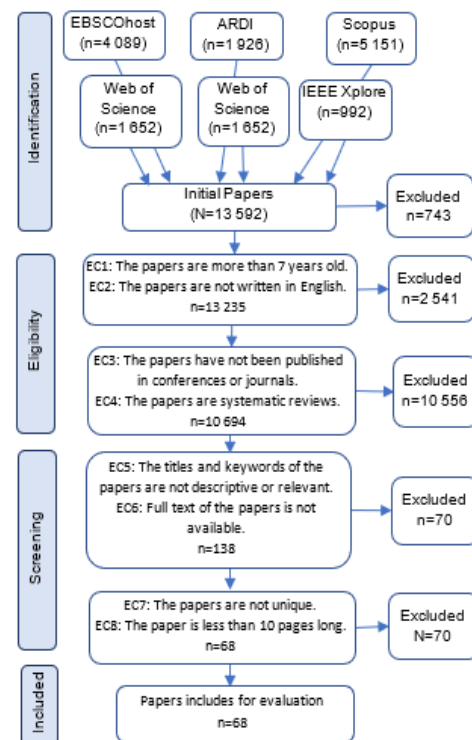 EBSCOhost
(n=4 089)
ARDI
(n=1 926)
Scopus
(n=5 151)
Web of
Science
(n=1 652)
Web of
Science
(n=1 652)
IEEE Xplore
(n=992)
Identification
Initial Papers
(N=13 592)
Excluded
n=743
Eligibility
EC1: The papers are more than 7 years old.
EC2: The papers are not written in English.
n=13 235
Excluded
n=2 541
EC3: The papers have not been published
in conferences or journals.
EC4: The papers are systematic reviews.
n=10 694
Excluded
n=10 556
Screening
EC5: The titles and keywords of the
papers are not descriptive or relevant.
EC6: Full text of the papers is not
available.
n=138
Excluded
n=70
EC7: The papers are not unique.
EC8: The paper is less than 10 pages long.
n=68
Excluded
N=70
Included
Papers includes for evaluation
n=68